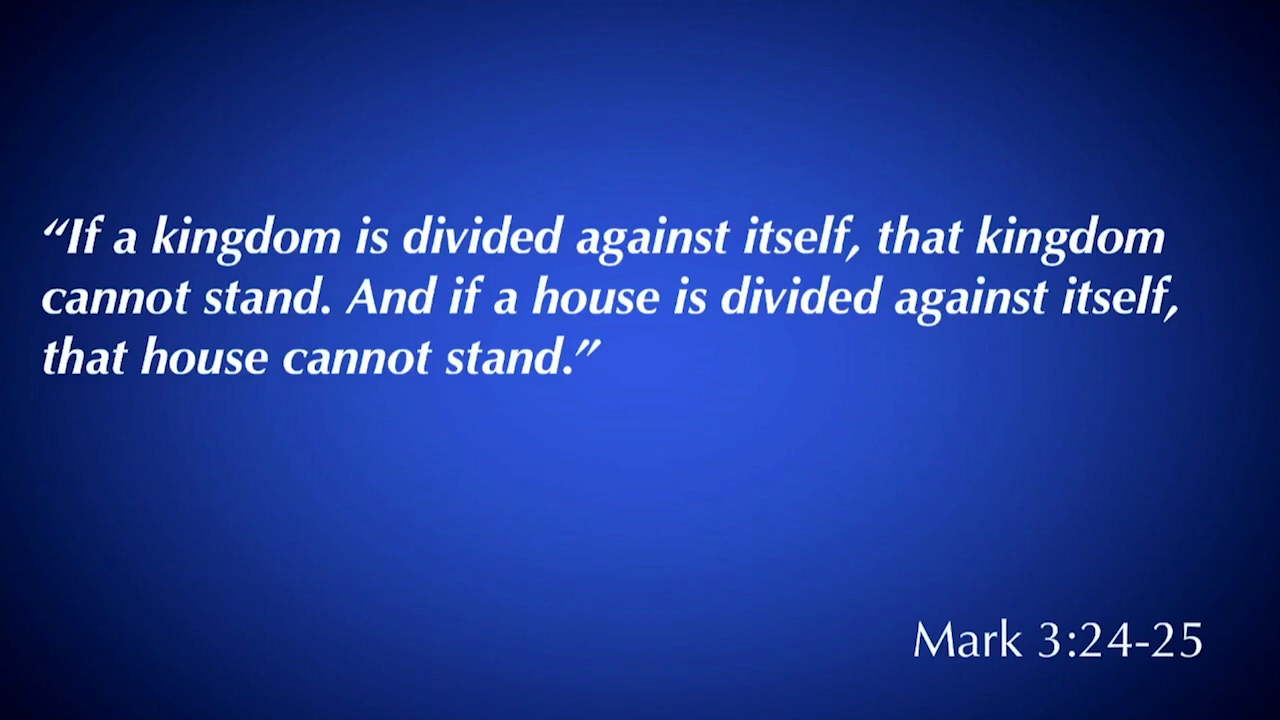 “If a kingdom is divided against itself, that kingdom
cannot stand. And if a house is divided against itself,
that house cannot stand.”
Mark 3:24-25